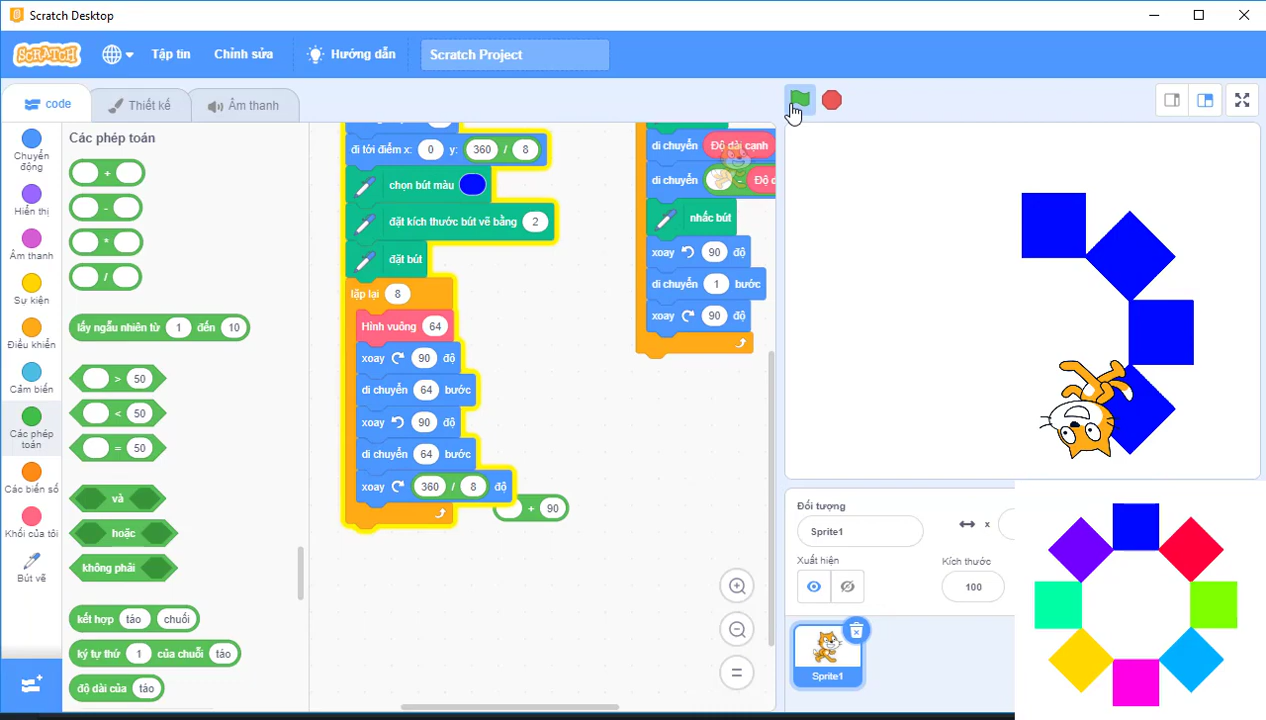 Scratch Desktop
SCRATCH
Tập tin
Chỉnh sửa
Hướng dẫn
Scratch Project
code
Thiết kế
Âm thanh
Chuyển động
Hiển thị
Âm thanh
Sự kiện
Điều khiển
Cảm biến
Các phép toán
Các biến số
Khối của tôi
Bút vẽ
Các phép toán
+
-
*
/
lấy ngẫu nhiên từ 1 đến 10
> 50
< 50
= 50
và
hoặc
không phải
kết hợp táo chuối
ký tự thứ 1 của chuỗi táo
độ dài của táo
đi tới điểm x: 0 y: 360 / 8
chọn bút màu
đặt kích thước bút vẽ bằng 2
đặt bút
lặp lại 8
Hình vuông 64
xoay 90 độ
di chuyển 64 bước
xoay 90 độ
di chuyển 64 bước
xoay 360 / 8 độ
+ 90
di chuyển Độ dài cạnh
di chuyển - Độ
nhấc bút
xoay 90 độ
di chuyển 1 bước
xoay 90 độ
Đối tượng
Sprite1
x
Xuất hiện
Kích thước
100
Sprite1